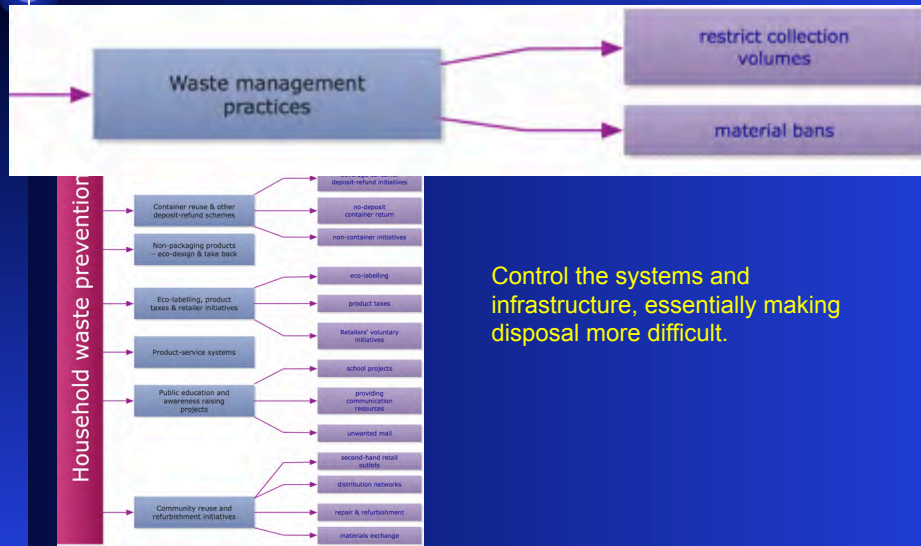 Waste management
practices
restrict collection
volumes
material bans
Household waste prevention
deposit-refund initiatives
Container reuse & other
deposit-refund schemes
no-deposit
container return
non-container initiatives
Non-packaging products
– eco-design & take back
eco-labelling
Eco-labelling, product
taxes & retailer initiatives
product taxes
Retailers' voluntary
initiatives
Product-service systems
school projects
Public education and
awareness raising
projects
providing
communication
resources
unwanted mail
second-hand retail
outlets
distribution networks
Community reuse and
refurbishment initiatives
repair & refurbishment
materials exchange
Control the systems and
infrastructure, essentially making
disposal more difficult.